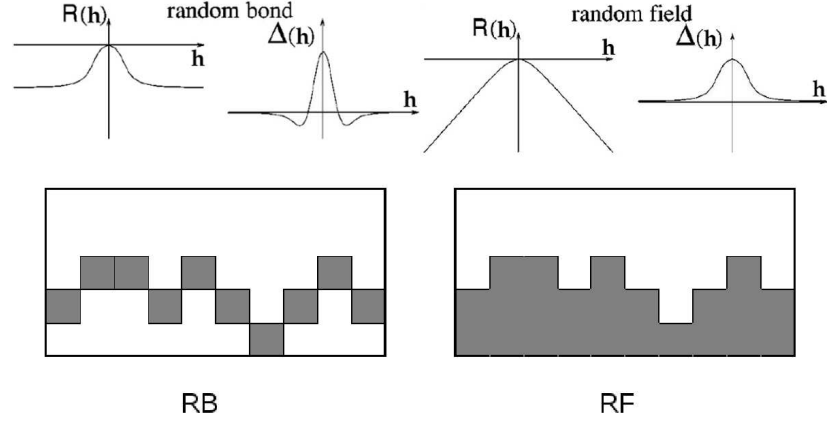 random bond
R(h)
h
Δ(h)
h
random field
R(h)
h
Δ(h)
h
RB
RF